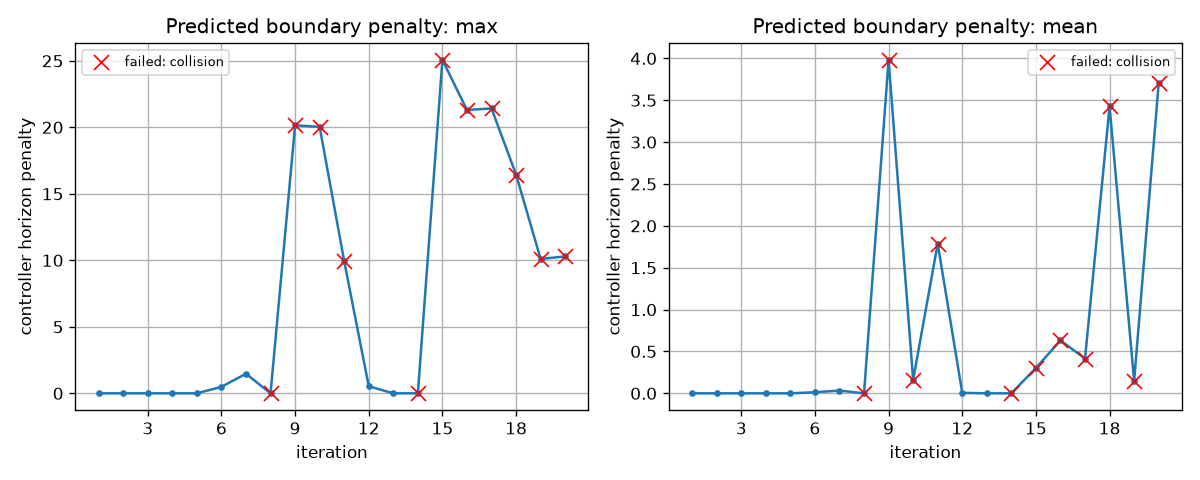 Predicted boundary penalty: max
failed: collision
controller horizon penalty
25
20
15
10
5
0
3 6 9 12 15 18
iteration
Predicted boundary penalty: mean
failed: collision
controller horizon penalty
4.0
3.5
3.0
2.5
2.0
1.5
1.0
0.5
0.0
3 6 9 12 15 18
iteration